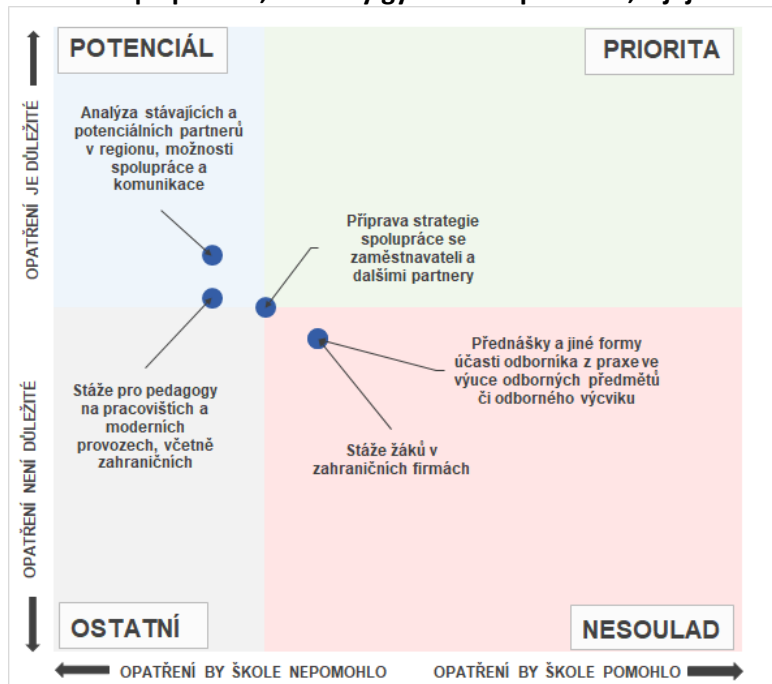 POTENCIÁL
PRIORITA
Analýza stávajících a
potenciálních partnerů
v regionu, možnosti
spolupráce a
komunikace
Příprava strategie
spolupráce se
zaměstnavateli a
dalšími partnery
Přednášky a jiné formy
účasti odborníka z praxe ve
výuce odborných předmětů
či odborného výcviku
Stáže pro pedagogy
na pracovištích a
moderních
provozech, včetně
zahraničních
Stáže žáků v
zahraničních firmách
OSTATNÍ
NESOULAD
OPATŘENÍ JE DŮLEŽITÉ
OPATŘENÍ NENÍ DŮLEŽITÉ
OPATŘENÍ BY ŠKOLE NEPOMOHLO
OPATŘENÍ BY ŠKOLE POMOHLO